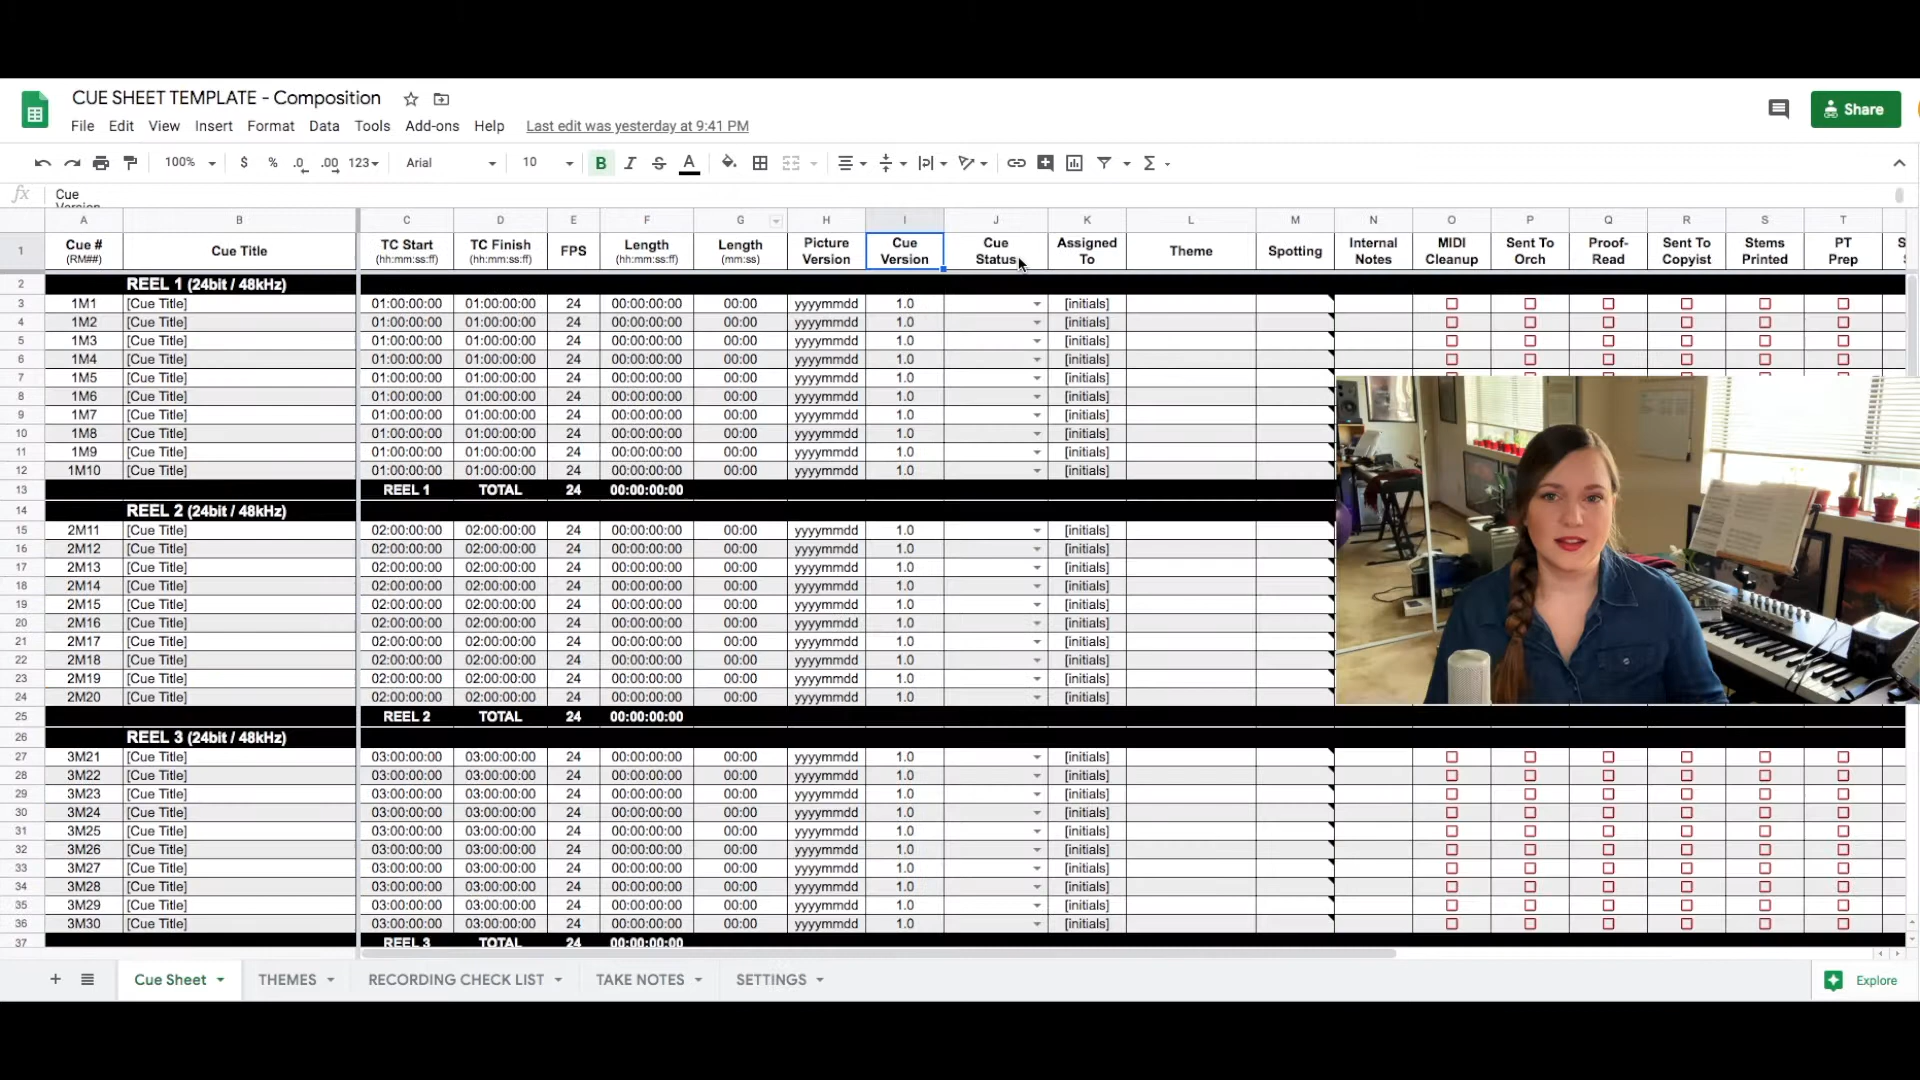 CUE SHEET TEMPLATE - Composition
Share
File Edit View Insert Format Data Tools Add-ons Help Last edit was yesterday at 9:41 PM
100% $ % .0 .00 123 Arial 10 B I S A Σ
fx Cue
A B C D E F G H I J K L M N O P Q R S T
1 Cue # (RM##) Cue Title TC Start (hh:mm:ss:ff) TC Finish (hh:mm:ss:ff) FPS Length (hh:mm:ss:ff) Length (mm:ss) Picture Version Cue Version Cue Status Assigned To Theme Spotting Internal Notes MIDI Cleanup Sent To Orch Proof-Read Sent To Copyist Stems Printed PT Prep
2 REEL 1 (24bit / 48kHz)
3 1M1 [Cue Title] 01:00:00:00 01:00:00:00 24 00:00:00:00 00:00 yyyymmdd 1.0 [initials]
4 1M2 [Cue Title] 01:00:00:00 01:00:00:00 24 00:00:00:00 00:00 yyyymmdd 1.0 [initials]
5 1M3 [Cue Title] 01:00:00:00 01:00:00:00 24 00:00:00:00 00:00 yyyymmdd 1.0 [initials]
6 1M4 [Cue Title] 01:00:00:00 01:00:00:00 24 00:00:00:00 00:00 yyyymmdd 1.0 [initials]
7 1M5 [Cue Title] 01:00:00:00 01:00:00:00 24 00:00:00:00 00:00 yyyymmdd 1.0 [initials]
8 1M6 [Cue Title] 01:00:00:00 01:00:00:00 24 00:00:00:00 00:00 yyyymmdd 1.0 [initials]
9 1M7 [Cue Title] 01:00:00:00 01:00:00:00 24 00:00:00:00 00:00 yyyymmdd 1.0 [initials]
10 1M8 [Cue Title] 01:00:00:00 01:00:00:00 24 00:00:00:00 00:00 yyyymmdd 1.0 [initials]
11 1M9 [Cue Title] 01:00:00:00 01:00:00:00 24 00:00:00:00 00:00 yyyymmdd 1.0 [initials]
12 1M10 [Cue Title] 01:00:00:00 01:00:00:00 24 00:00:00:00 00:00 yyyymmdd 1.0 [initials]
13 REEL 1 TOTAL 24 00:00:00:00
14 REEL 2 (24bit / 48kHz)
15 2M11 [Cue Title] 02:00:00:00 02:00:00:00 24 00:00:00:00 00:00 yyyymmdd 1.0 [initials]
16 2M12 [Cue Title] 02:00:00:00 02:00:00:00 24 00:00:00:00 00:00 yyyymmdd 1.0 [initials]
17 2M13 [Cue Title] 02:00:00:00 02:00:00:00 24 00:00:00:00 00:00 yyyymmdd 1.0 [initials]
18 2M14 [Cue Title] 02:00:00:00 02:00:00:00 24 00:00:00:00 00:00 yyyymmdd 1.0 [initials]
19 2M15 [Cue Title] 02:00:00:00 02:00:00:00 24 00:00:00:00 00:00 yyyymmdd 1.0 [initials]
20 2M16 [Cue Title] 02:00:00:00 02:00:00:00 24 00:00:00:00 00:00 yyyymmdd 1.0 [initials]
21 2M17 [Cue Title] 02:00:00:00 02:00:00:00 24 00:00:00:00 00:00 yyyymmdd 1.0 [initials]
22 2M18 [Cue Title] 02:00:00:00 02:00:00:00 24 00:00:00:00 00:00 yyyymmdd 1.0 [initials]
23 2M19 [Cue Title] 02:00:00:00 02:00:00:00 24 00:00:00:00 00:00 yyyymmdd 1.0 [initials]
24 2M20 [Cue Title] 02:00:00:00 02:00:00:00 24 00:00:00:00 00:00 yyyymmdd 1.0 [initials]
25 REEL 2 TOTAL 24 00:00:00:00
26 REEL 3 (24bit / 48kHz)
27 3M21 [Cue Title] 03:00:00:00 03:00:00:00 24 00:00:00:00 00:00 yyyymmdd 1.0 [initials]
28 3M22 [Cue Title] 03:00:00:00 03:00:00:00 24 00:00:00:00 00:00 yyyymmdd 1.0 [initials]
29 3M23 [Cue Title] 03:00:00:00 03:00:00:00 24 00:00:00:00 00:00 yyyymmdd 1.0 [initials]
30 3M24 [Cue Title] 03:00:00:00 03:00:00:00 24 00:00:00:00 00:00 yyyymmdd 1.0 [initials]
31 3M25 [Cue Title] 03:00:00:00 03:00:00:00 24 00:00:00:00 00:00 yyyymmdd 1.0 [initials]
32 3M26 [Cue Title] 03:00:00:00 03:00:00:00 24 00:00:00:00 00:00 yyyymmdd 1.0 [initials]
33 3M27 [Cue Title] 03:00:00:00 03:00:00:00 24 00:00:00:00 00:00 yyyymmdd 1.0 [initials]
34 3M28 [Cue Title] 03:00:00:00 03:00:00:00 24 00:00:00:00 00:00 yyyymmdd 1.0 [initials]
35 3M29 [Cue Title] 03:00:00:00 03:00:00:00 24 00:00:00:00 00:00 yyyymmdd 1.0 [initials]
36 3M30 [Cue Title] 03:00:00:00 03:00:00:00 24 00:00:00:00 00:00 yyyymmdd 1.0 [initials]
37 REEL 3 TOTAL 24 00:00:00:00
+ Cue Sheet THEMES RECORDING CHECK LIST TAKE NOTES SETTINGS Explore